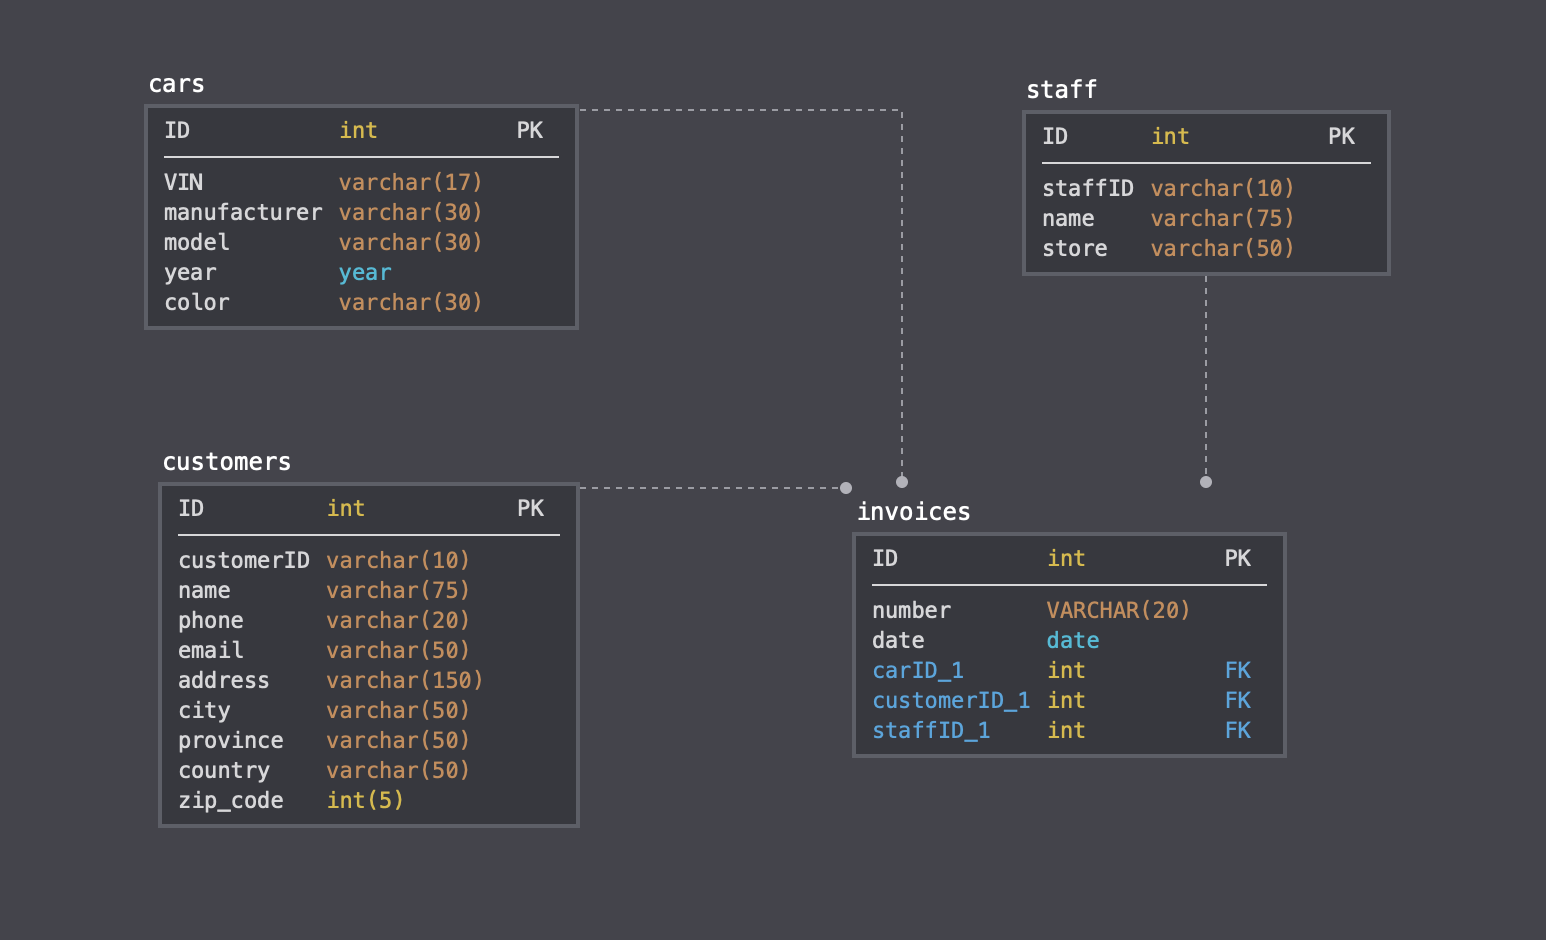 cars
ID int PK
VIN varchar(17)
manufacturer varchar(30)
model varchar(30)
year year
color varchar(30)
staff
ID int PK
staffID varchar(10)
name varchar(75)
store varchar(50)
customers
ID int PK
customerID varchar(10)
name varchar(75)
phone varchar(20)
email varchar(50)
address varchar(150)
city varchar(50)
province varchar(50)
country varchar(50)
zip_code int(5)
invoices
ID int PK
number VARCHAR(20)
date date
carID_1 int FK
customerID_1 int FK
staffID_1 int FK